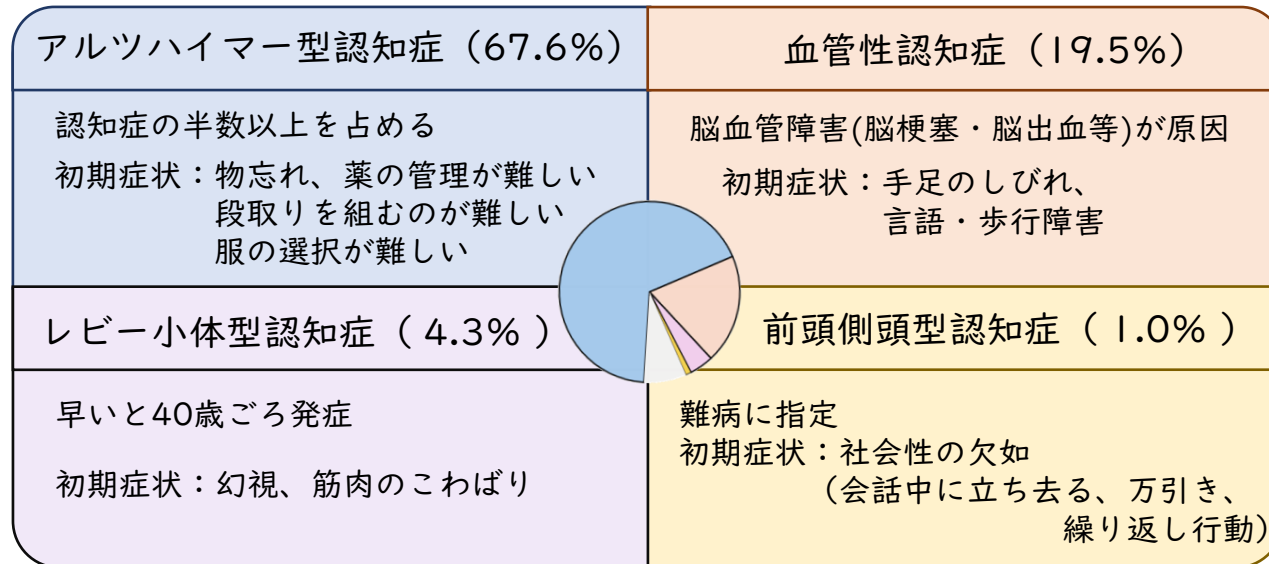 アルツハイマー型認知症（67.6%）
認知症の半数以上を占める
初期症状：物忘れ、薬の管理が難しい
段取りを組むのが難しい
服の選択が難しい
血管性認知症（19.5%）
脳血管障害(脳梗塞・脳出血等)が原因
初期症状：手足のしびれ、
言語・歩行障害
レビー小体型認知症（ 4.3% ）
早いと40歳ごろ発症
初期症状：幻視、筋肉のこわばり
前頭側頭型認知症（ 1.0% ）
難病に指定
初期症状：社会性の欠如
（会話中に立ち去る、万引き、
繰り返し行動）